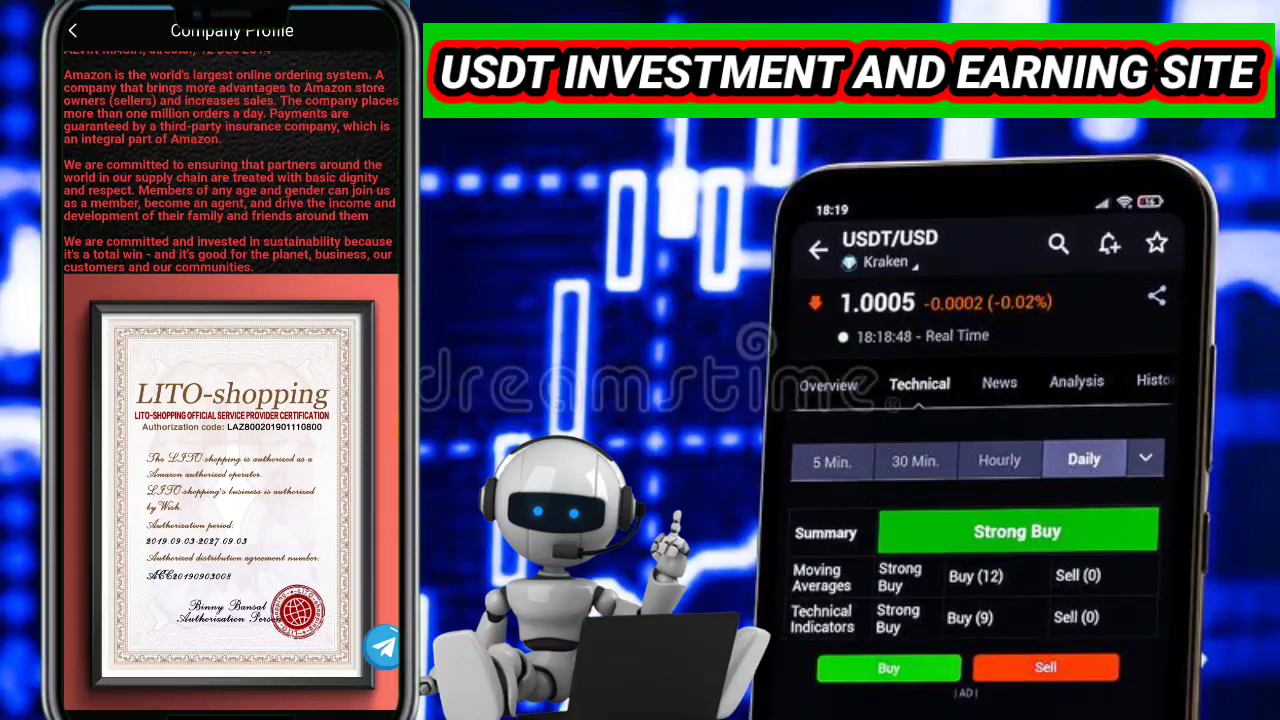 Company Profile
ALVIN MASIH, director, 12 Dec 2014
Amazon is the world's largest online ordering system. A
company that brings more advantages to Amazon store
owners (sellers) and increases sales. The company places
more than one million orders a day. Payments are
guaranteed by a third-party insurance company, which is
an integral part of Amazon.
We are committed to ensuring that partners around the
world in our supply chain are treated with basic dignity
and respect. Members of any age and gender can join us
as a member, become an agent, and drive the income and
development of their family and friends around them
We are committed and invested in sustainability because
it's a total win - and it's good for the planet, business, our
customers and our communities.
LITO-shopping
LITO-SHOPPING OFFICIAL SERVICE PROVIDER CERTIFICATION
Authorization code: LAZ800201901110800
The LITO shopping is authorized as a
Amazon authorized operator.
LITO-shopping's business is authorized
by Wish.
Authorization period:
2019.09.03-2027.09.03
Authorized distribution agreement number:
ACC20190903008
Binny Bansal
Authorization Person
USDT INVESTMENT AND EARNING SITE
dreamstime
18:19
16
USDT/USD
Kraken
1.0005 -0.0002 (-0.02%)
18:18:48 - Real Time
Overview Technical News Analysis Histo
5 Min. 30 Min. Hourly Daily
Summary Strong Buy
Moving
Averages
Strong
Buy
Buy (12) Sell (0)
Technical
Indicators
Strong
Buy
Buy (9) Sell (0)
Buy Sell
|AD|